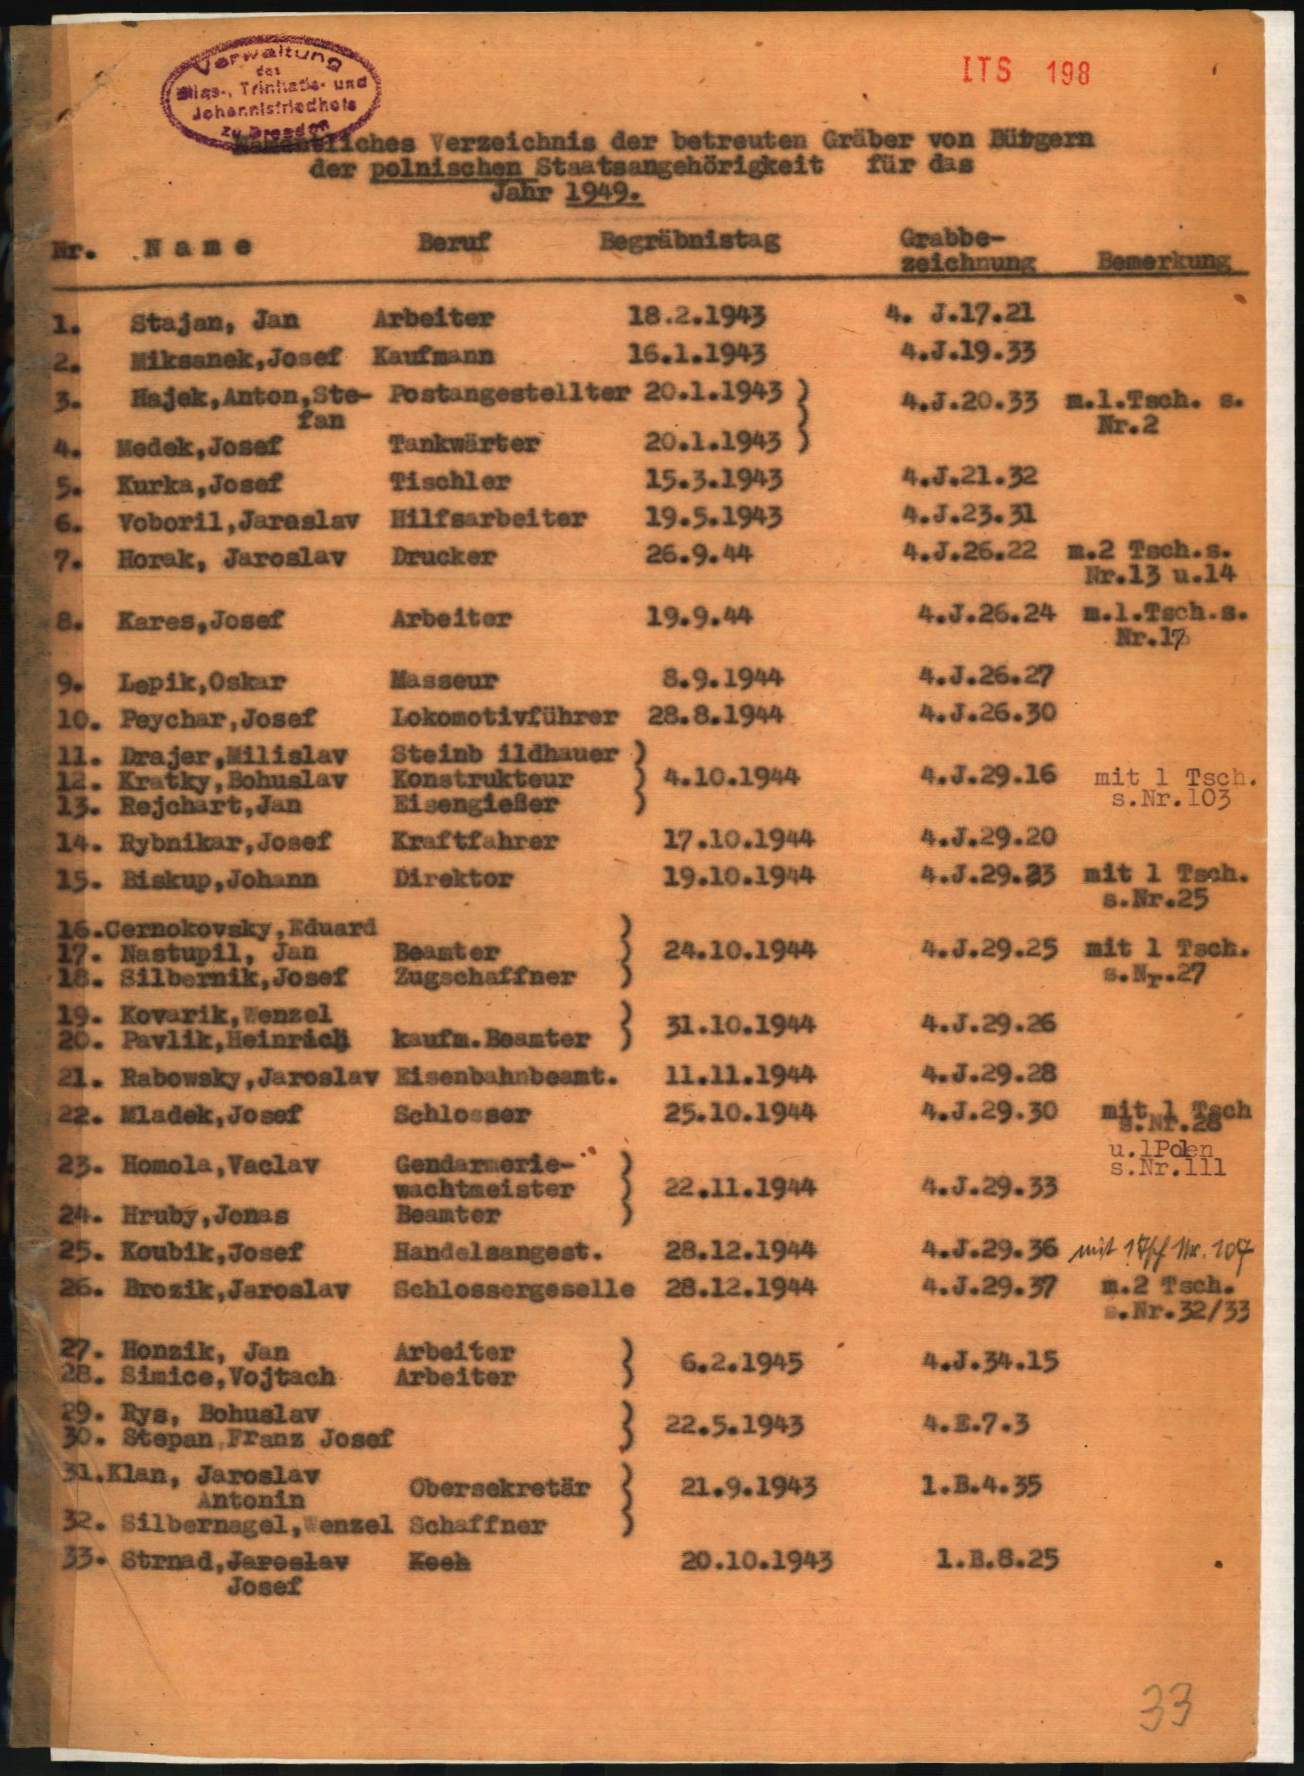 Verwaltung
des
Elias-, Trinitatis- und
Johannisfriedhofs
zu Dresden
ITS 198
Namentliches Verzeichnis der betreuten Gräber von Bürgern
der polnischen Staatsangehörigkeit für das
Jahr 1949.
Nr. Name Beruf Begräbnistag Grabbe-
zeichnung Bemerkung
1. Stajan, Jan Arbeiter 18.2.1943 4. J.17.21
2. Miksanek,Josef Kaufmann 16.1.1943 4.J.19.33
3. Hajek,Anton,Ste- Postangestellter 20.1.1943 ) 4.J.20.33 m.1.Tsch. s.
fan ) Nr.2
4. Medek,Josef Tankwärter 20.1.1943 )
5. Kurka,Josef Tischler 15.3.1943 4.J.21.32
6. Voboril,Jaroslav Hilfsarbeiter 19.5.1943 4.J.23.31
7. Horak, Jaroslav Drucker 26.9.44 4.J.26.22 m.2 Tsch.s.
Nr.13 u.14
8. Kares,Josef Arbeiter 19.9.44 4.J.26.24 m.1.Tsch.s.
Nr.17
9. Lepik,Oskar Masseur 8.9.1944 4.J.26.27
10. Peychar,Josef Lokomotivführer 28.8.1944 4.J.26.30
11. Drajer,Milislav Steinb ildhauer )
12. Kratky,Bohuslav Konstrukteur ) 4.10.1944 4.J.29.16 mit 1 Tsch.
13. Rejchart,Jan Eisengießer ) s.Nr.103
14. Rybnikar,Josef Kraftfahrer 17.10.1944 4.J.29.20
15. Biskup,Johann Direktor 19.10.1944 4.J.29.23 mit 1 Tsch.
s.Nr.25
16.Cernokovsky,Eduard )
17. Nastupil, Jan Beamter ) 24.10.1944 4.J.29.25 mit 1 Tsch.
18. Silbernik,Josef Zugschaffner ) s.Nr.27
19. Kovarik,Wenzel )
20. Pavlik,Heinrich kaufm.Beamter ) 31.10.1944 4.J.29.26
21. Rabowsky,Jaroslav Eisenbahnbeamt. 11.11.1944 4.J.29.28
22. Mladek,Josef Schlosser 25.10.1944 4.J.29.30 mit 1 Tsch
s.Nr.28
u.1Polen
s.Nr.111
23. Homola,Vaclav Gendarmerie- )
wachtmeister ) 22.11.1944 4.J.29.33
24. Hruby,Jonas Beamter )
25. Koubik,Josef Handelsangest. 28.12.1944 4.J.29.36 mit 1 Tsch Nr. 107
26. Brozik,Jaroslav Schlossergeselle 28.12.1944 4.J.29.37 m.2 Tsch.
s.Nr.32/33
27. Honzik, Jan Arbeiter )
28. Simice,Vojtach Arbeiter ) 6.2.1945 4.J.34.15
29. Rys, Bohuslav )
30. Stepan,Franz Josef ) 22.5.1943 4.E.7.3
31.Klan, Jaroslav )
Antonin Obersekretär ) 21.9.1943 1.B.4.35
32. Silbernagel,Wenzel Schaffner )
33. Strnad,Jaroslav Koch 20.10.1943 1.B.8.25
Josef
33